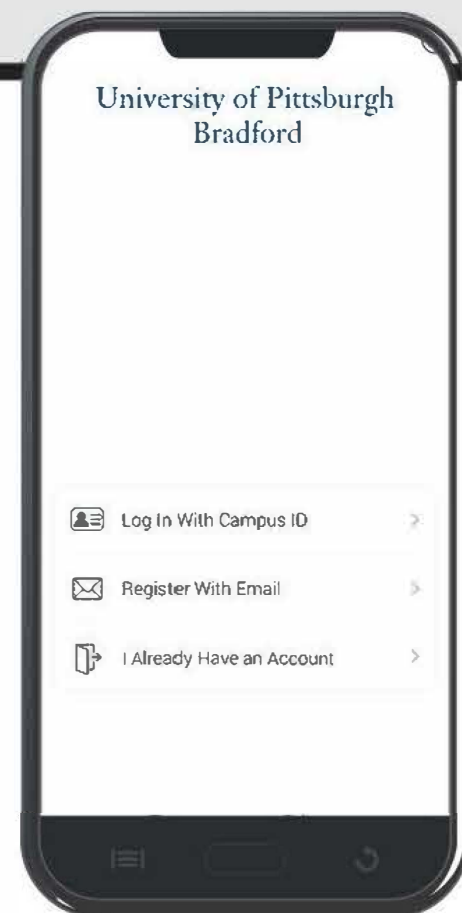 University of Pittsburgh
Bradford
Log In With Campus ID
Register With Email
I Already Have an Account